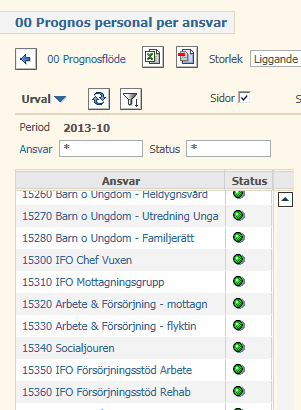 00 Prognos personal per ansvar
00 Prognosflöde Storlek Liggande
Urval Sidor S
Period 2013-10
Ansvar * Status *
Ansvar Status
15260 Barn o Ungdom - Heldygnsvård
15270 Barn o Ungdom - Utredning Unga
15280 Barn o Ungdom - Familjerätt
15300 IFO Chef Vuxen
15310 IFO Mottagningsgrupp
15320 Arbete & Försörjning - mottagn
15330 Arbete & Försörjning - flyktin
15340 Socialjouren
15350 IFO Försörjningsstöd Arbete
15360 IFO Försörjningsstöd Rehab